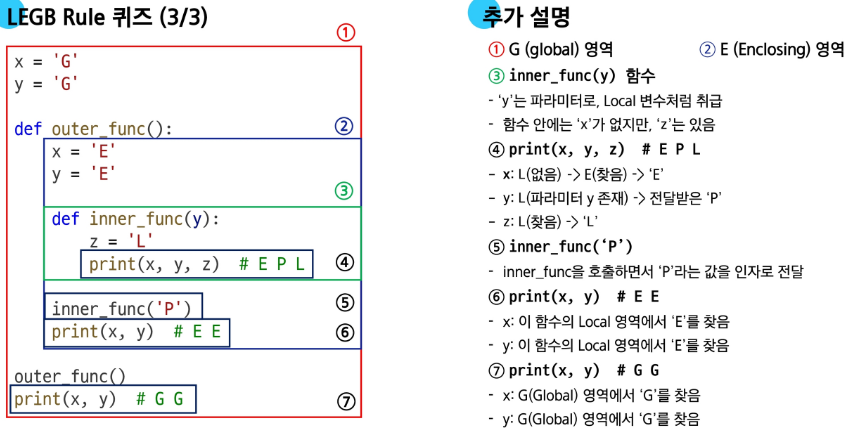 LEGB Rule 퀴즈 (3/3)
①
x = 'G'
y = 'G'
def outer_func():
②
x = 'E'
y = 'E'
③
def inner_func(y):
z = 'L'
print(x, y, z)  # E P L
④
inner_func('P')
⑤
print(x, y)  # E E
⑥
outer_func()
print(x, y)  # G G
⑦
추가 설명
① G (global) 영역
② E (Enclosing) 영역
③ inner_func(y) 함수
- ‘y’는 파라미터로, Local 변수처럼 취급
- 함수 안에는 ‘x’가 없지만, ‘z’는 있음
④ print(x, y, z)  # E P L
- x: L(없음) -> E(찾음) -> ‘E’
- y: L(파라미터 y 존재) -> 전달받은 ‘P’
- z: L(찾음) -> ‘L’
⑤ inner_func(‘P’)
- inner_func을 호출하면서 ‘P’라는 값을 인자로 전달
⑥ print(x, y)  # E E
- x: 이 함수의 Local 영역에서 ‘E’를 찾음
- y: 이 함수의 Local 영역에서 ‘E’를 찾음
⑦ print(x, y)  # G G
- x: G(Global) 영역에서 ‘G’를 찾음
- y: G(Global) 영역에서 ‘G’를 찾음